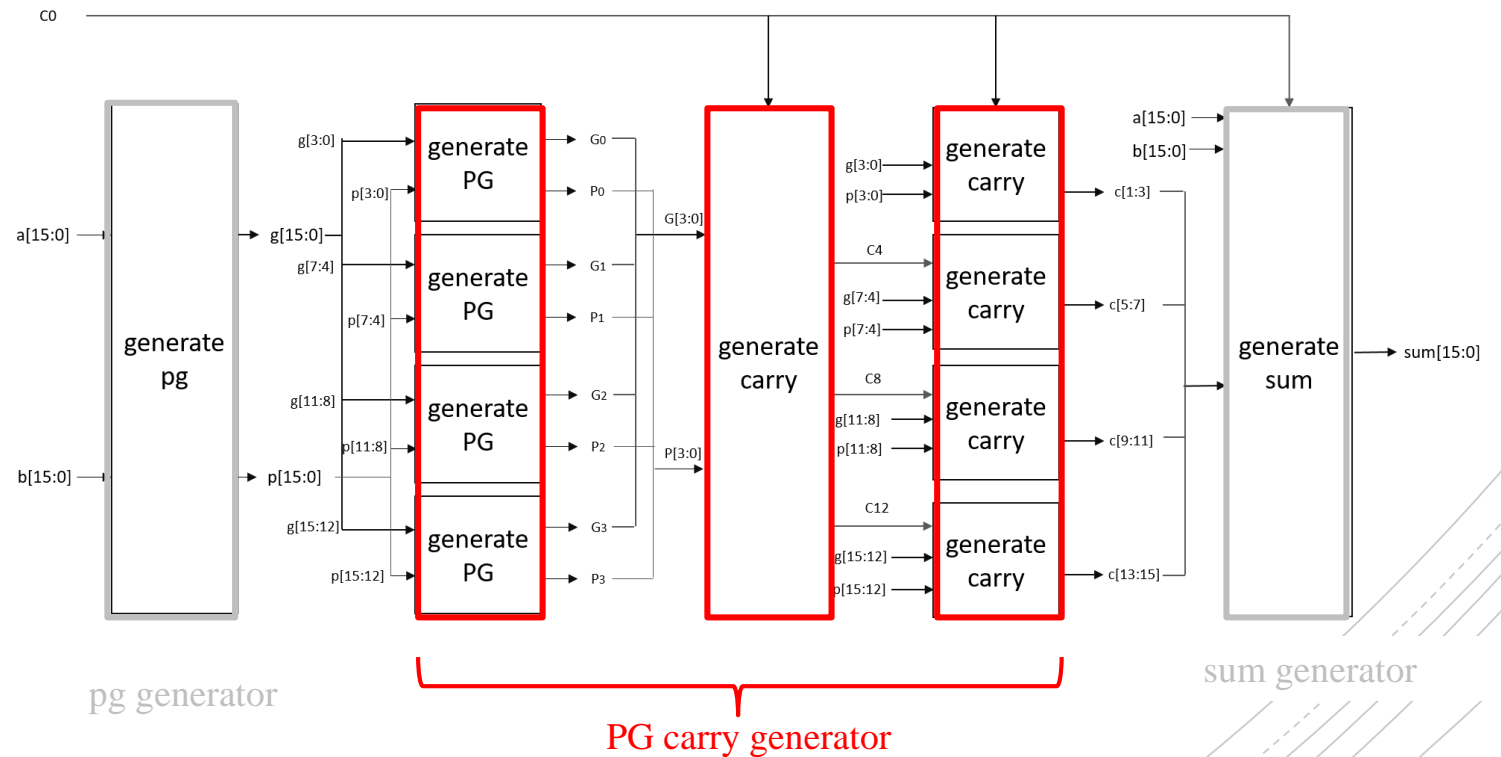 C0
a[15:0]
b[15:0]
generate
pg
g[15:0]
p[15:0]
g[3:0]
p[3:0]
g[7:4]
p[7:4]
g[11:8]
p[11:8]
g[15:12]
p[15:12]
generate
PG
generate
PG
generate
PG
generate
PG
G0
P0
G1
P1
G2
P2
G3
P3
G[3:0]
P[3:0]
generate
carry
g[3:0]
p[3:0]
C4
g[7:4]
p[7:4]
C8
g[11:8]
p[11:8]
C12
g[15:12]
p[15:12]
generate
carry
generate
carry
generate
carry
generate
carry
c[1:3]
c[5:7]
c[9:11]
c[13:15]
a[15:0]
b[15:0]
generate
sum
sum[15:0]
pg generator
PG carry generator
sum generator